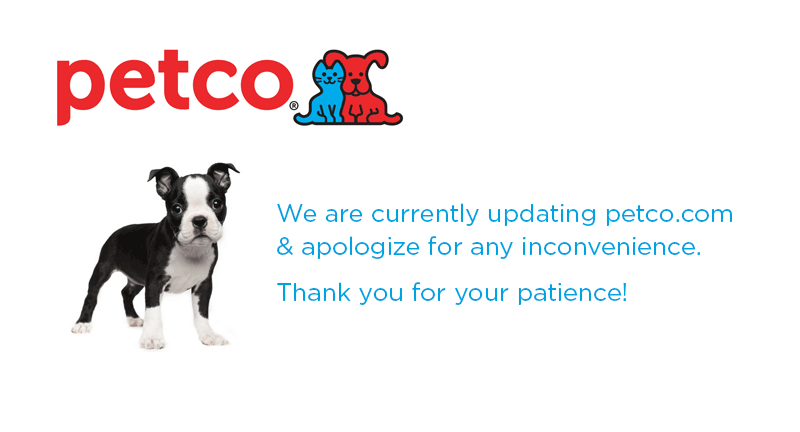 petco®
We are currently updating petco.com
& apologize for any inconvenience.
Thank you for your patience!